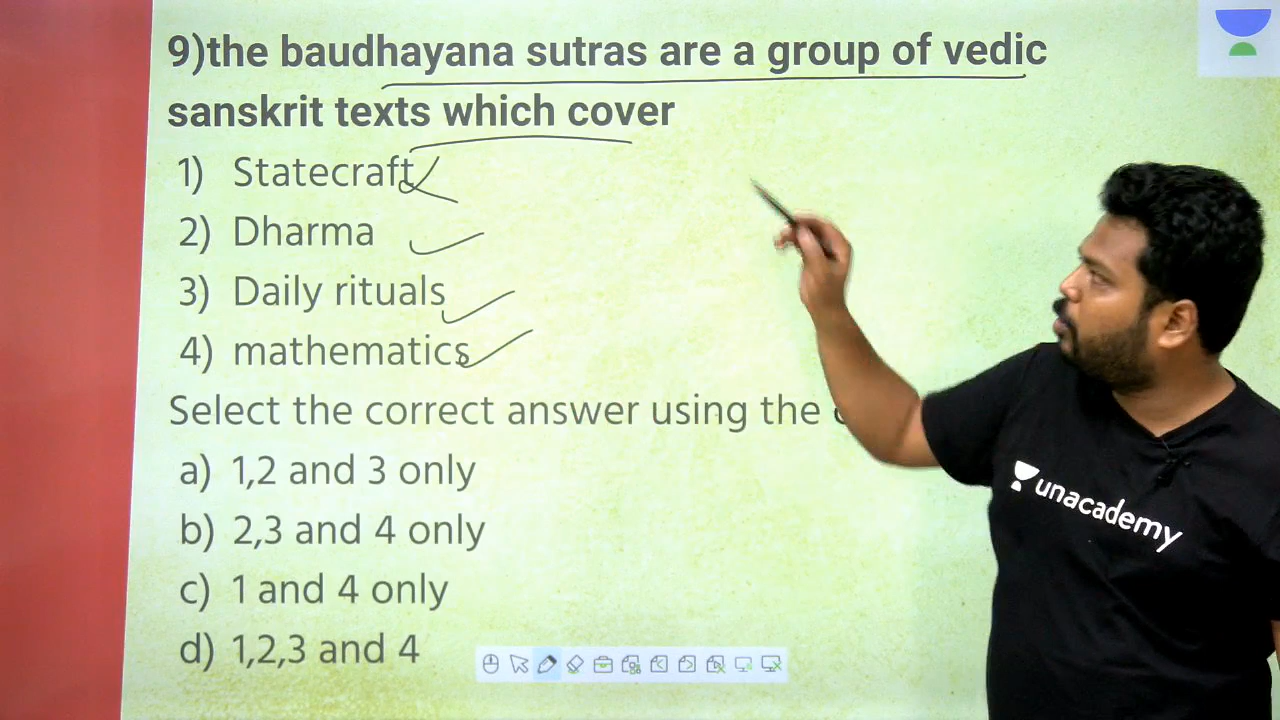 9)the baudhayana sutras are a group of vedic
sanskrit texts which cover
1) Statecraft
2) Dharma
3) Daily rituals
4) mathematics
Select the correct answer using the
a) 1,2 and 3 only
b) 2,3 and 4 only
c) 1 and 4 only
d) 1,2,3 and 4
unacademy